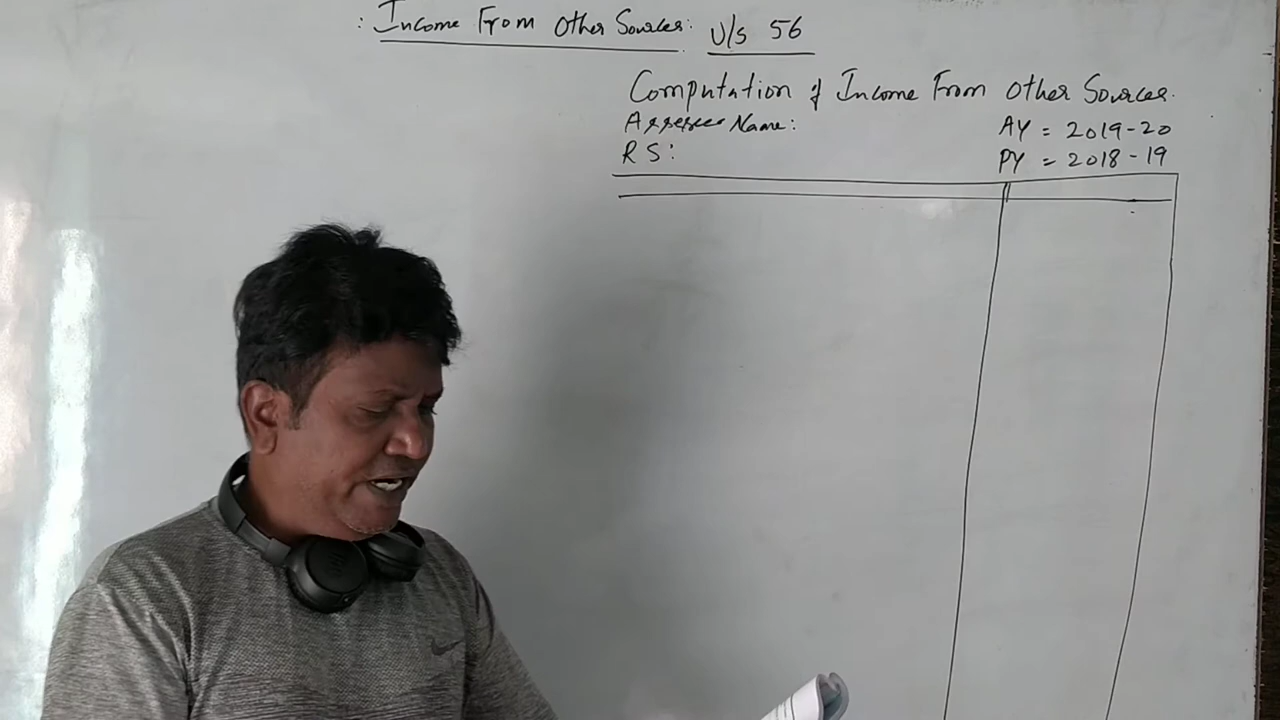 : Income From Other Sources: U/s 56
Computation of Income From Other Sources.
Assessee Name:
AY = 2019-20
R S:
PY = 2018-19